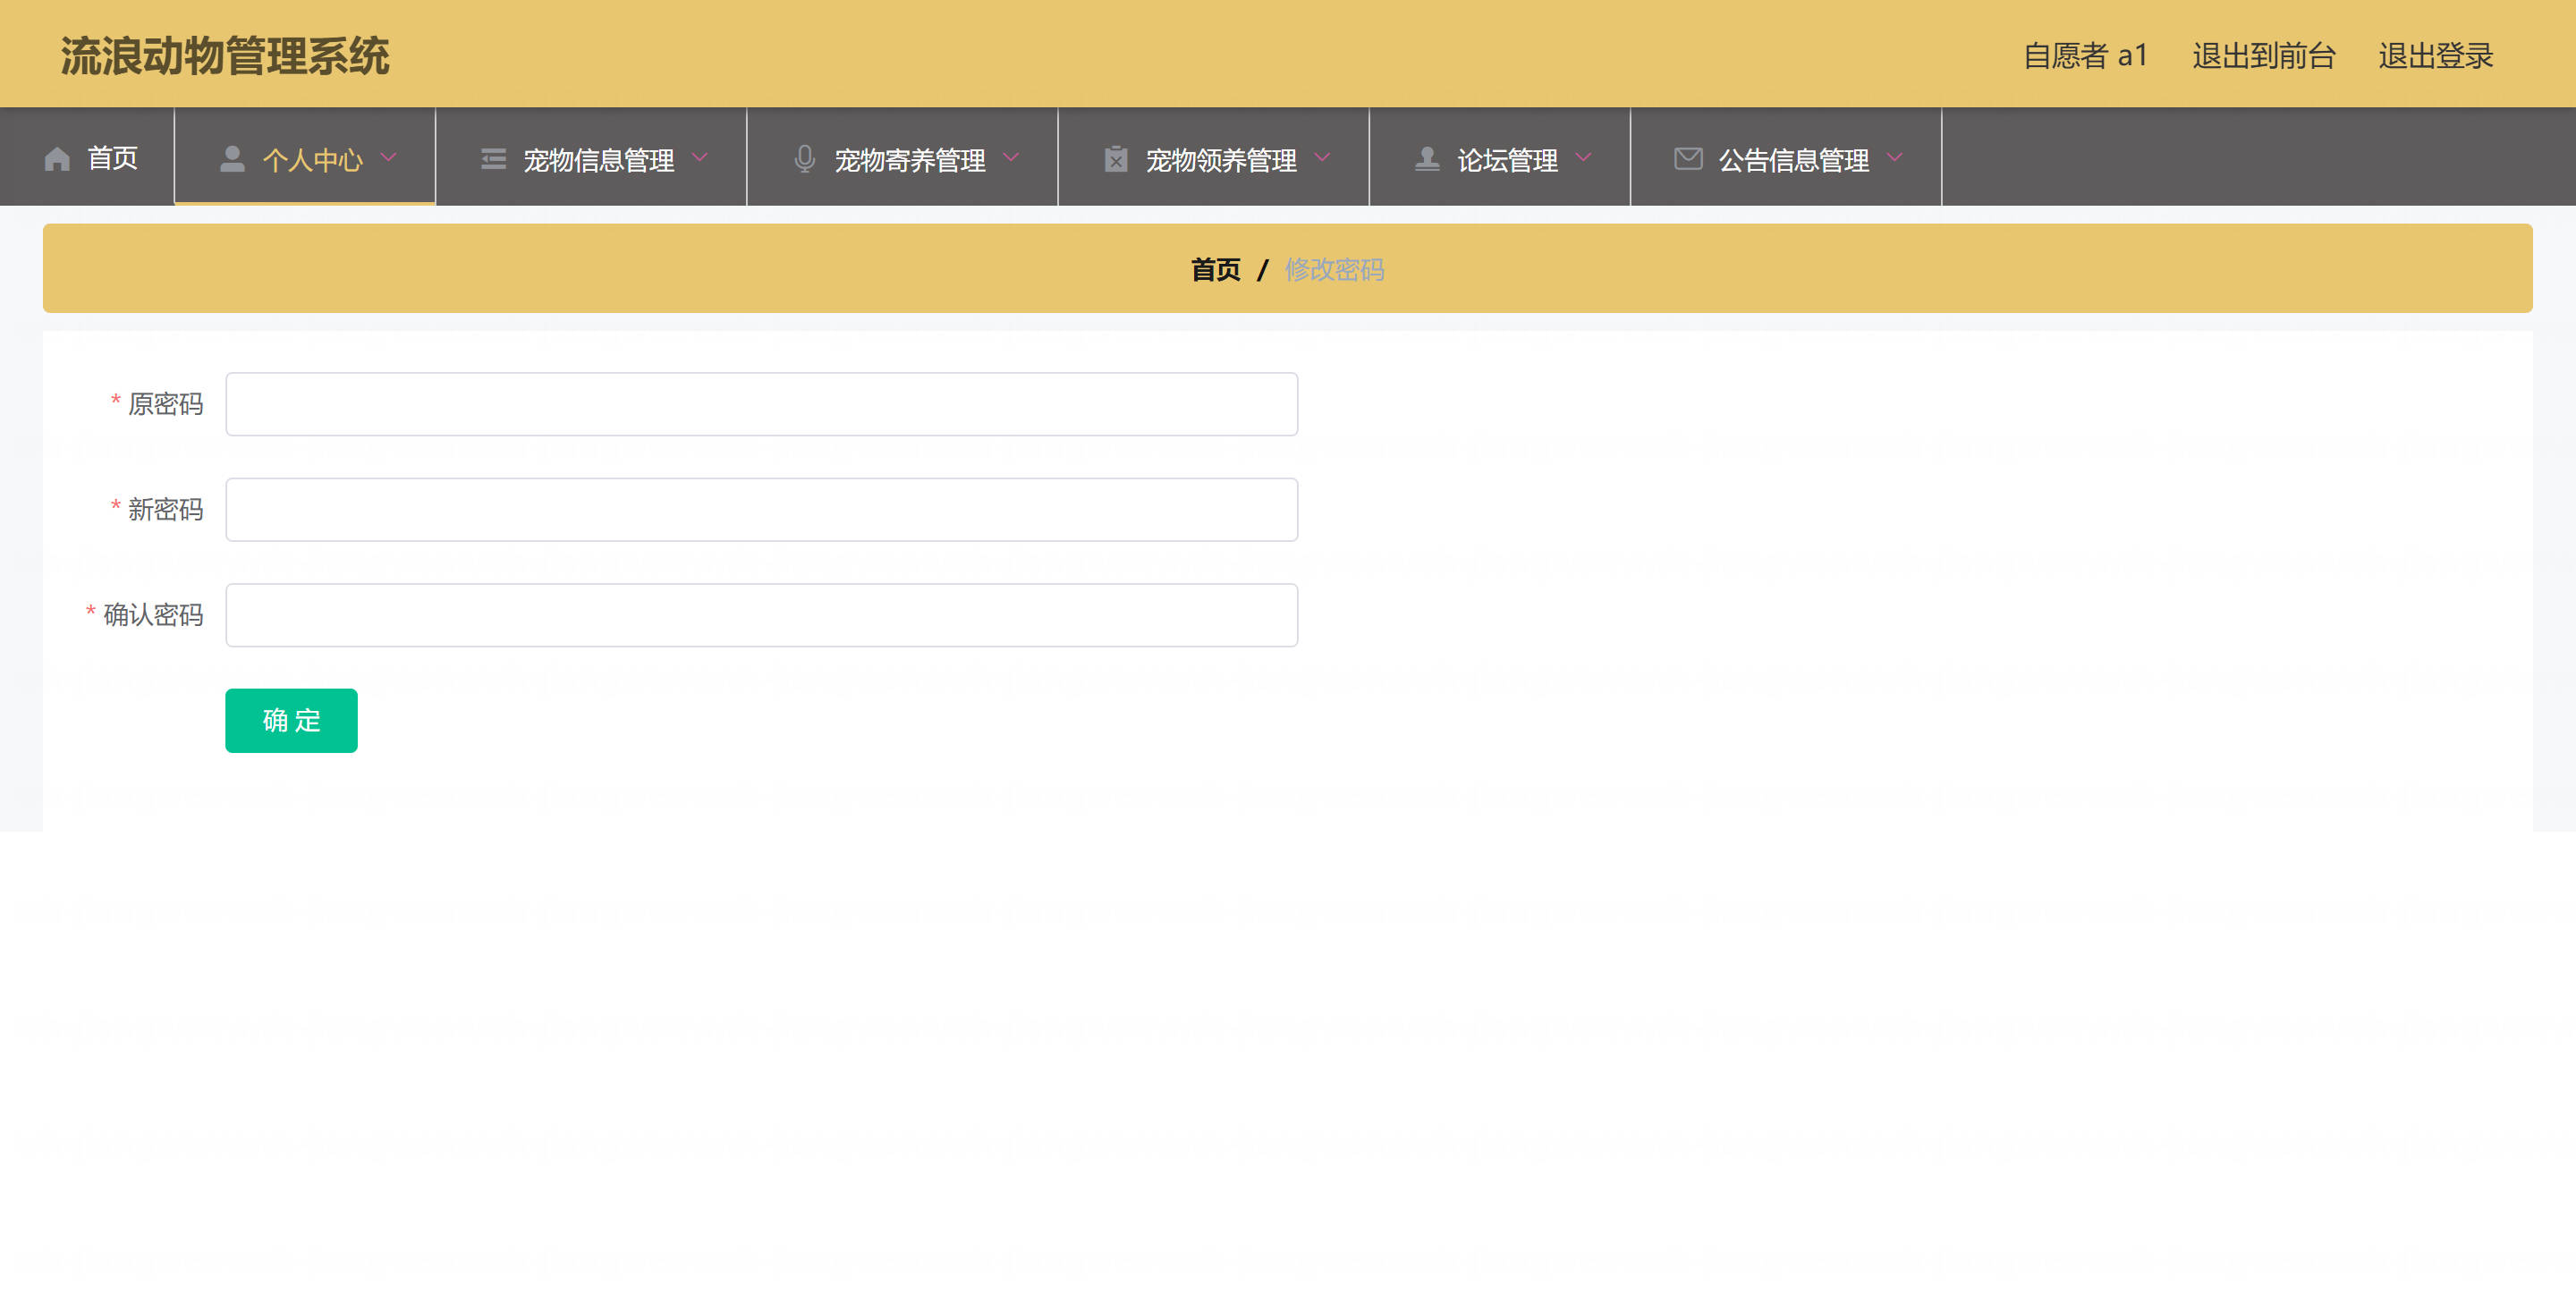 流浪动物管理系统
自愿者 a1 退出到前台 退出登录
首页 个人中心 宠物信息管理 宠物寄养管理 宠物领养管理 论坛管理 公告信息管理
首页 / 修改密码
* 原密码
* 新密码
* 确认密码
确 定